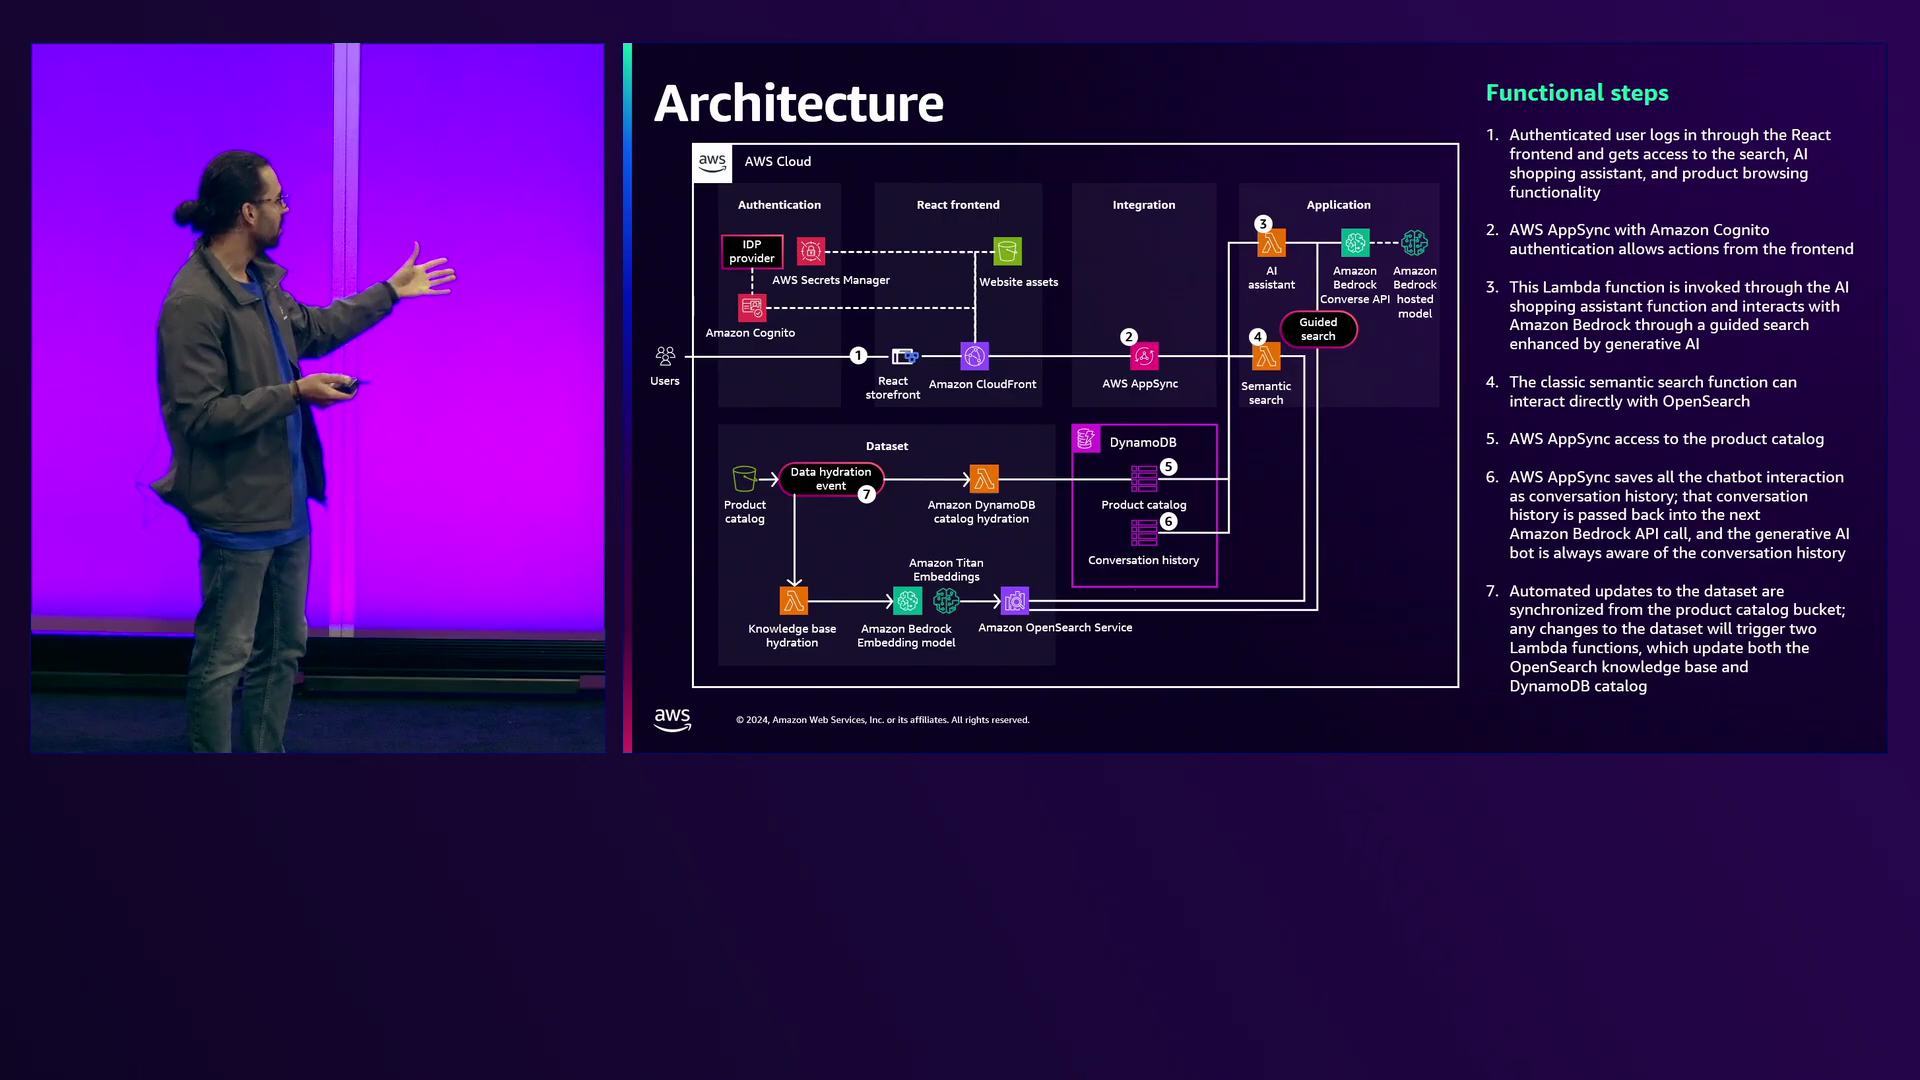 Architecture
aws
AWS Cloud
Authentication
React frontend
Integration
Application
IDP
provider
AWS Secrets Manager
Website assets
Amazon Cognito
Users
1
React
storefront
Amazon CloudFront
2
AWS AppSync
3
AI
assistant
Amazon
Bedrock
Converse API
Amazon
Bedrock
hosted
model
Guided
search
4
Semantic
search
Dataset
Product
catalog
Data hydration
event
7
Amazon DynamoDB
catalog hydration
DynamoDB
5
Product catalog
6
Conversation history
Knowledge base
hydration
Amazon Bedrock
Embedding model
Amazon Titan
Embeddings
Amazon OpenSearch Service
aws
© 2024, Amazon Web Services, Inc. or its affiliates. All rights reserved.
Functional steps
1. Authenticated user logs in through the React
frontend and gets access to the search, AI
shopping assistant, and product browsing
functionality
2. AWS AppSync with Amazon Cognito
authentication allows actions from the frontend
3. This Lambda function is invoked through the AI
shopping assistant function and interacts with
Amazon Bedrock through a guided search
enhanced by generative AI
4. The classic semantic search function can
interact directly with OpenSearch
5. AWS AppSync access to the product catalog
6. AWS AppSync saves all the chatbot interaction
as conversation history; that conversation
history is passed back into the next
Amazon Bedrock API call, and the generative AI
bot is always aware of the conversation history
7. Automated updates to the dataset are
synchronized from the product catalog bucket;
any changes to the dataset will trigger two
Lambda functions, which update both the
OpenSearch knowledge base and
DynamoDB catalog